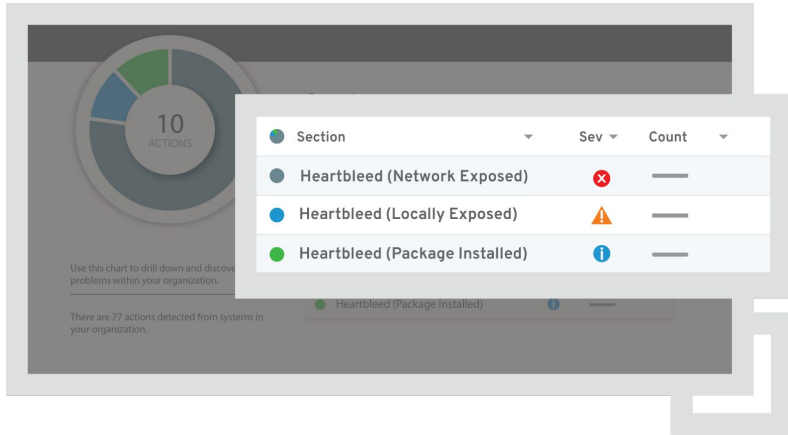 10
ACTIONS
Section Sev Count
Heartbleed (Network Exposed)
Heartbleed (Locally Exposed)
Heartbleed (Package Installed)
Use this chart to drill down and discove
problems within your organization.
Heartbleed (Package Installed)
There are 77 actions detected from systems in
your organization.